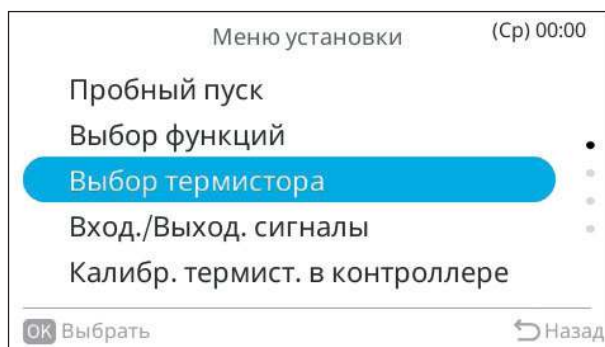 Меню установки (Ср) 00:00
Пробный пуск
Выбор функций
Выбор термистора
Вход./Выход. сигналы
Калибр. термист. в контроллере
OK Выбрать Назад